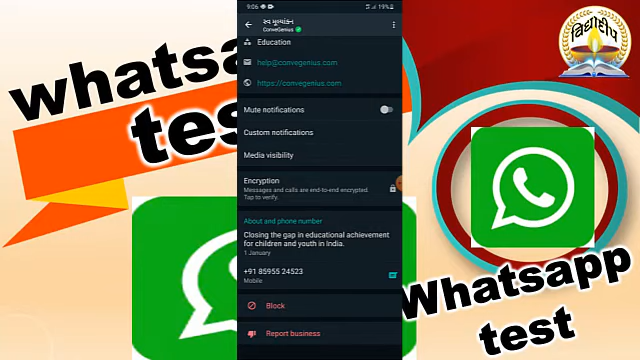 9:06
19%
સ્વ મૂલ્યાંકન
ConveGenius
Education
help@convegenius.com
https://convegenius.com
Mute notifications
Custom notifications
Media visibility
Encryption
Messages and calls are end-to-end encrypted.
Tap to verify.
About and phone number
Closing the gap in educational achievement
for children and youth in India.
1 January
+91 85955 24523
Mobile
Block
Report business
whatsa
tes
विद्यादीप
Whatsapp
test